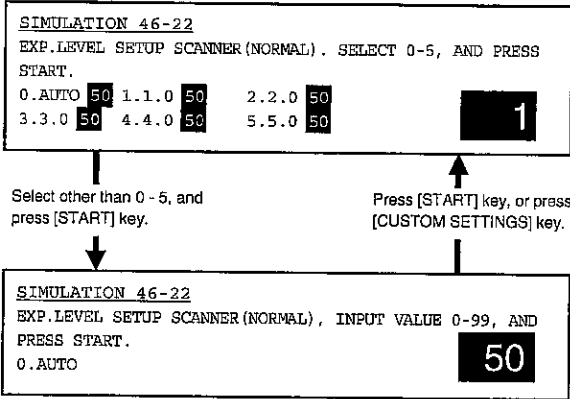 SIMULATION 46-22
EXP.LEVEL SETUP SCANNER(NORMAL). SELECT 0-5, AND PRESS
START.
0.AUTO 50 1.1.0 50 2.2.0 50
3.3.0 50 4.4.0 50 5.5.0 50
1
Select other than 0 - 5, and
press [START] key.
Press [START] key, or press
[CUSTOM SETTINGS] key.
SIMULATION 46-22
EXP.LEVEL SETUP SCANNER(NORMAL), INPUT VALUE 0-99, AND
PRESS START.
0.AUTO
50